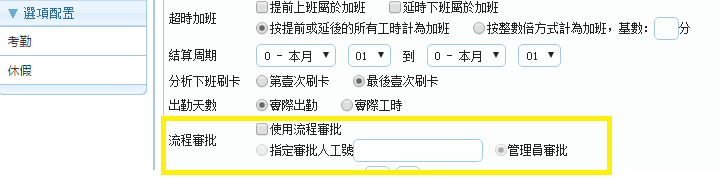 選項配置
考勤
休假
超時加班
提前上班屬於加班 延時下班屬於加班
按提前或延後的所有工時計為加班 按整數倍方式計為加班，基數： 分
結算周期 0 - 本月 01 到 0 - 本月 01
分析下班刷卡 第壹次刷卡 最後壹次刷卡
出勤天數 審際出勤 審際工時
流程審批
使用流程審批
指定審批人工號 管理員審批